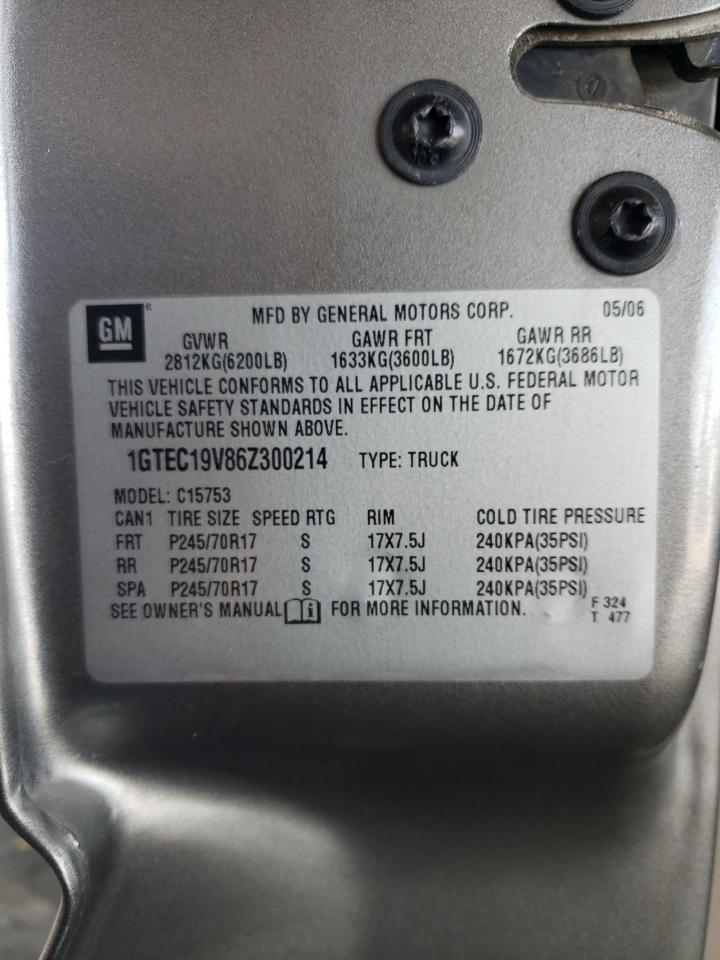 GM
MFD BY GENERAL MOTORS CORP. 05/06
GVWR GAWR FRT GAWR RR
2812KG(6200LB) 1633KG(3600LB) 1672KG(3686LB)
THIS VEHICLE CONFORMS TO ALL APPLICABLE U.S. FEDERAL MOTOR
VEHICLE SAFETY STANDARDS IN EFFECT ON THE DATE OF
MANUFACTURE SHOWN ABOVE.
1GTEC19V86Z300214 TYPE: TRUCK
MODEL: C15753
CAN1 TIRE SIZE SPEED RTG RIM COLD TIRE PRESSURE
FRT P245/70R17 S 17X7.5J 240KPA(35PSI)
RR P245/70R17 S 17X7.5J 240KPA(35PSI)
SPA P245/70R17 S 17X7.5J 240KPA(35PSI)
SEE OWNER'S MANUAL FOR MORE INFORMATION. F 324
T 477